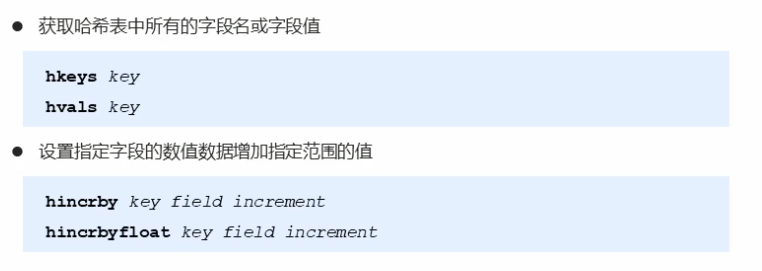 ● 获取哈希表中所有的字段名或字段值
hkeys key
hvals key
● 设置指定字段的数值数据增加指定范围的值
hincrby key field increment
hincrbyfloat key field increment